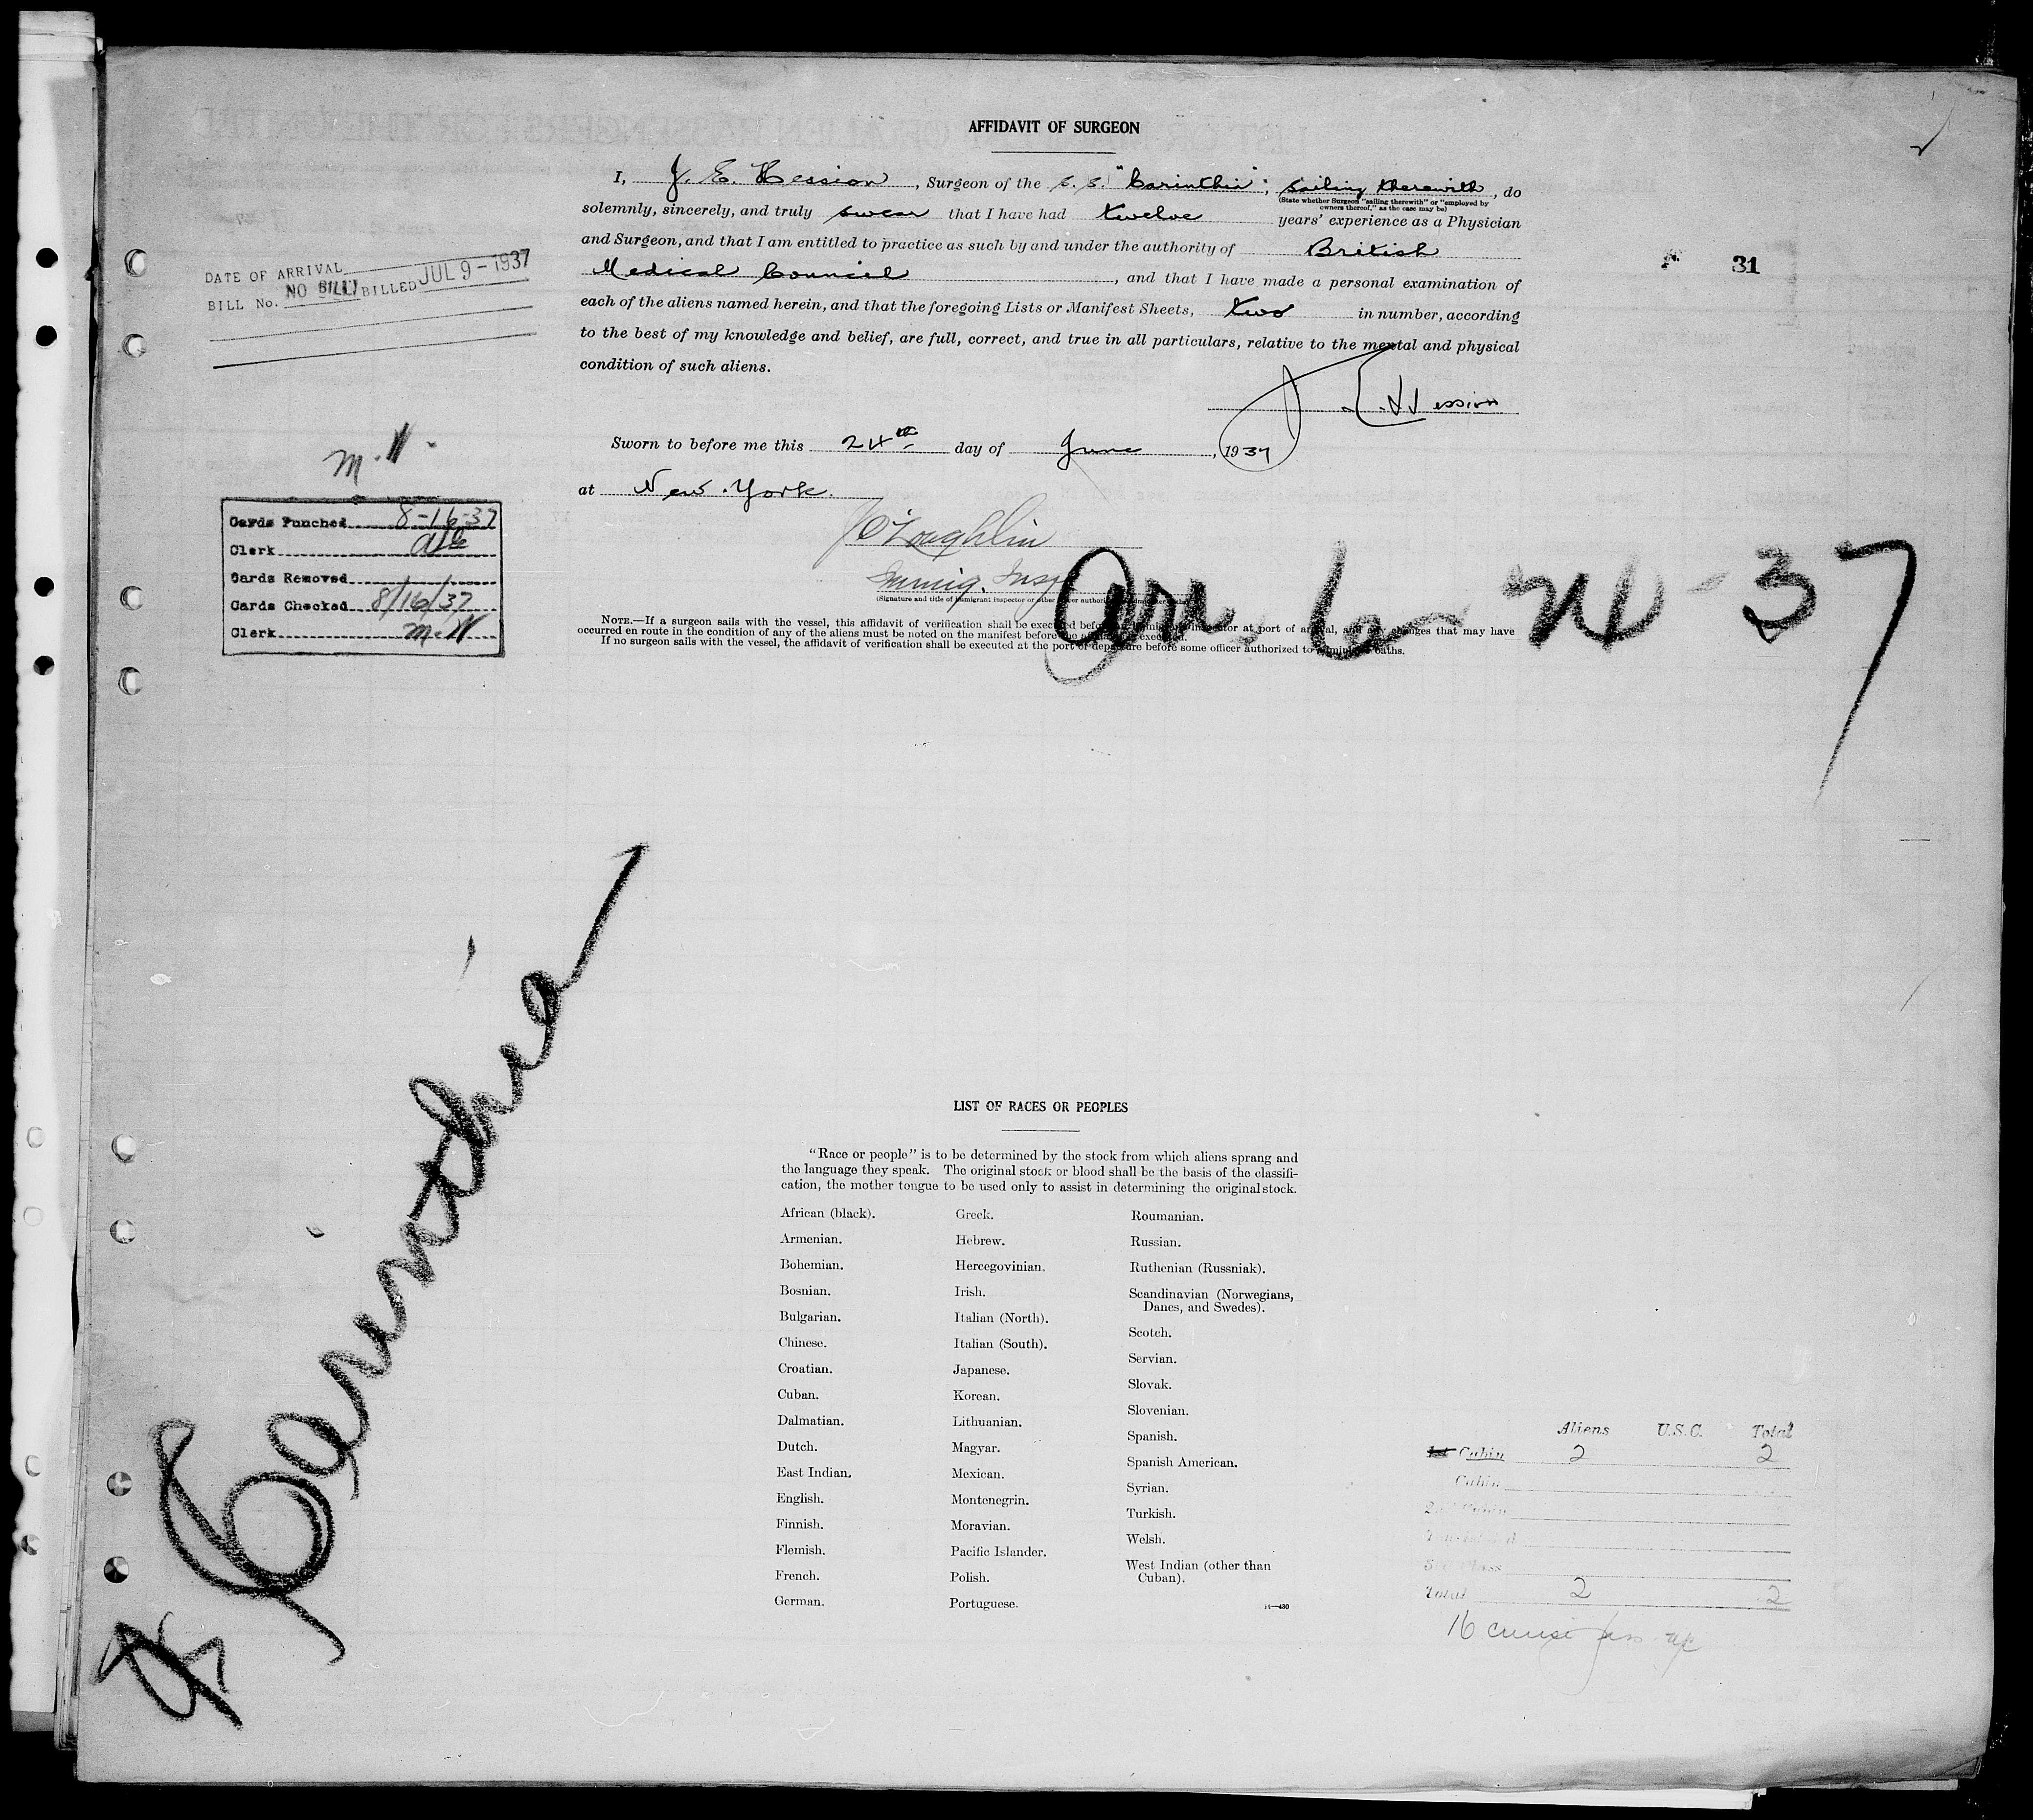 AFFIDAVIT OF SURGEON
I, J. E. Hession, Surgeon of the S. S. "Carinthia"; sailing therewith, do
(State whether Surgeon "sailing therewith" or "employed by
owners thereof," as the case may be)
solemnly, sincerely, and truly swear that I have had twelve years' experience as a Physician
and Surgeon, and that I am entitled to practice as such by and under the authority of British
Medical Council, and that I have made a personal examination of
each of the aliens named herein, and that the foregoing Lists or Manifest Sheets, two in number, according
to the best of my knowledge and belief, are full, correct, and true in all particulars, relative to the mental and physical
condition of such aliens.
J. E. Hession
Sworn to before me this 24th day of June, 1937
at New York.
O'Loughlin
Immig. Insp
(Signature and title of immigrant inspector or other
NOTE.—If a surgeon sails with the vessel, this affidavit of verification shall be executed before at port of arrival, and any changes that may have
occurred en route in the condition of any of the aliens must be noted on the manifest before the executed.
If no surgeon sails with the vessel, the affidavit of verification shall be executed at the port of departure before some officer authorized to administer oaths.
31
DATE OF ARRIVAL
BILL No. NO BILL BILLED JUL 9-1937
M.W.
Cards Punched 8-16-37
Clerk
Cards Removed
Cards Checked 8/16/37
Clerk M.W
Arr. 6-24-37
SS Carinthia
LIST OF RACES OR PEOPLES
"Race or people" is to be determined by the stock from which aliens sprang and
the language they speak. The original stock or blood shall be the basis of the classifi-
cation, the mother tongue to be used only to assist in determining the original stock.
African (black).
Armenian.
Bohemian.
Bosnian.
Bulgarian.
Chinese.
Croatian.
Cuban.
Dalmatian.
Dutch.
East Indian.
English.
Finnish.
Flemish.
French.
German.
Greek.
Hebrew.
Hercegovinian.
Irish.
Italian (North).
Italian (South).
Japanese.
Korean.
Lithuanian.
Magyar.
Mexican.
Montenegrin.
Moravian.
Pacific Islander.
Polish.
Portuguese.
Roumanian.
Russian.
Ruthenian (Russniak).
Scandinavian (Norwegians,
Danes, and Swedes).
Scotch.
Servian.
Slovak.
Slovenian.
Spanish.
Spanish American.
Syrian.
Turkish.
Welsh.
West Indian (other than
Cuban).
14—430
Aliens U.S.C. Total
1st Cabin 2 2
Cabin
2nd Cabin
Total 2 2
16 cruise pass